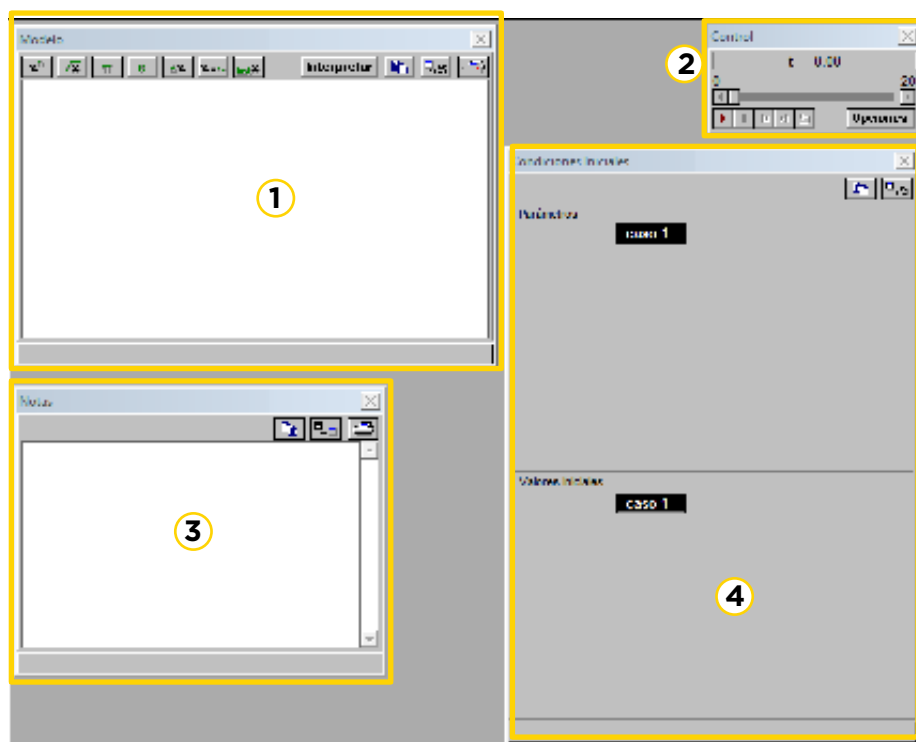 Modelo
Interpretar
1
Control
t 0.00
0
20
Opciones
2
Condiciones iniciales
Parámetros
caso 1
Valores iniciales
caso 1
4
Notas
3